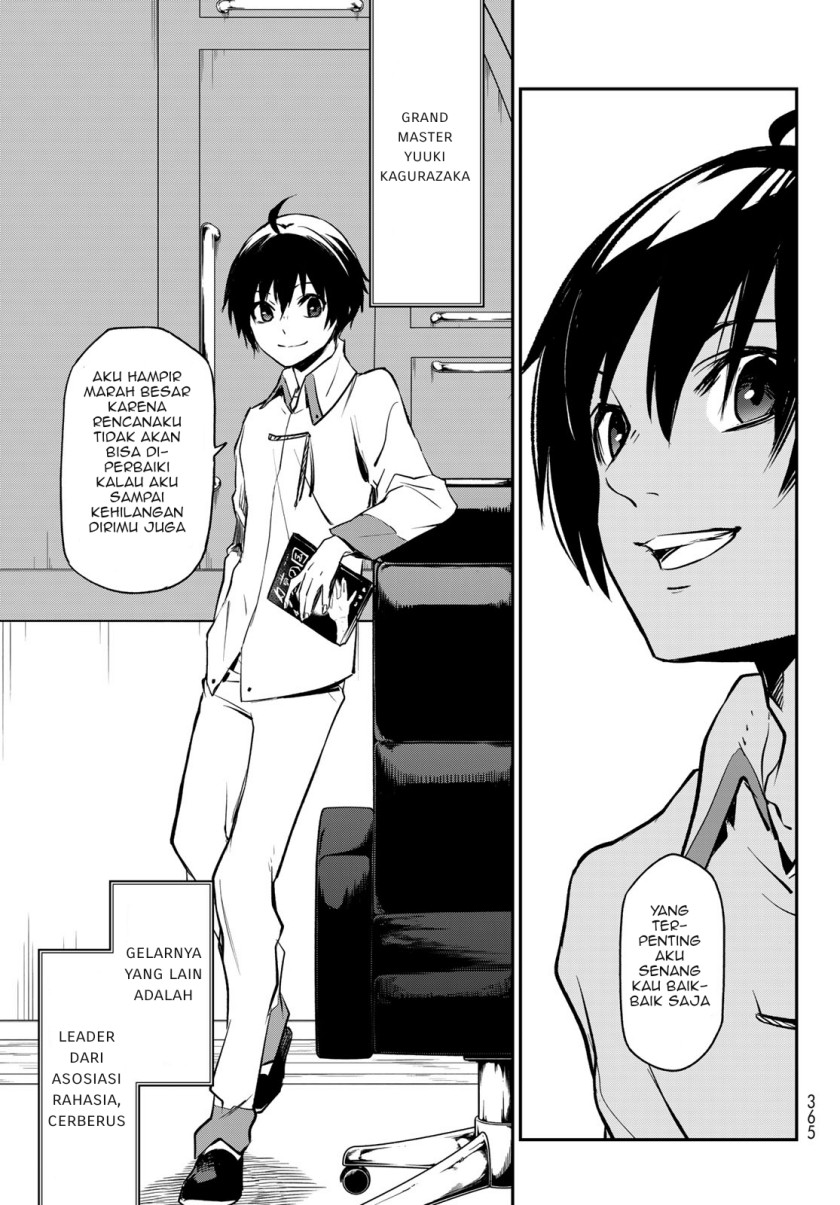 YANG
TER-
PENTING
AKU
SENANG
KAU BAIK-
BAIK SAJA
GRAND
MASTER
YUUKI
KAGURAZAKA
AKU HAMPIR
MARAH BESAR
KARENA
RENCANAKU
TIDAK AKAN
BISA DI-
PERBAIKI
KALAU AKU
SAMPAI
KEHILANGAN
DIRIMU JUGA
GELARNYA
YANG LAIN
ADALAH
LEADER
DARI
ASOSIASI
RAHASIA,
CERBERUS
365